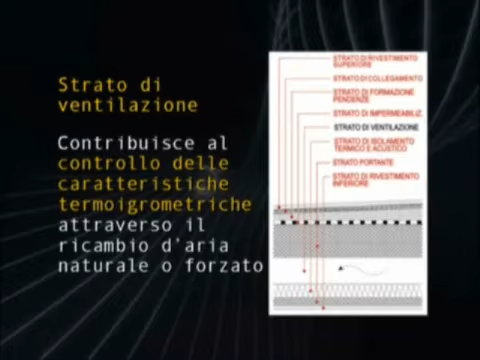 Strato di
ventilazione
Contribuisce al
controllo delle
caratteristiche
termoigrometriche
attraverso il
ricambio d'aria
naturale o forzato
STRATO DI RIVESTIMENTO
SUPERIORE
STRATO DI COLLEGAMENTO
STRATO DI FORMAZIONE
PENDENZE
STRATO DI IMPERMEABILIZ.
STRATO DI VENTILAZIONE
STRATO DI ISOLAMENTO
TERMICO E ACUSTICO
STRATO PORTANTE
STRATO DI RIVESTIMENTO
INFERIORE